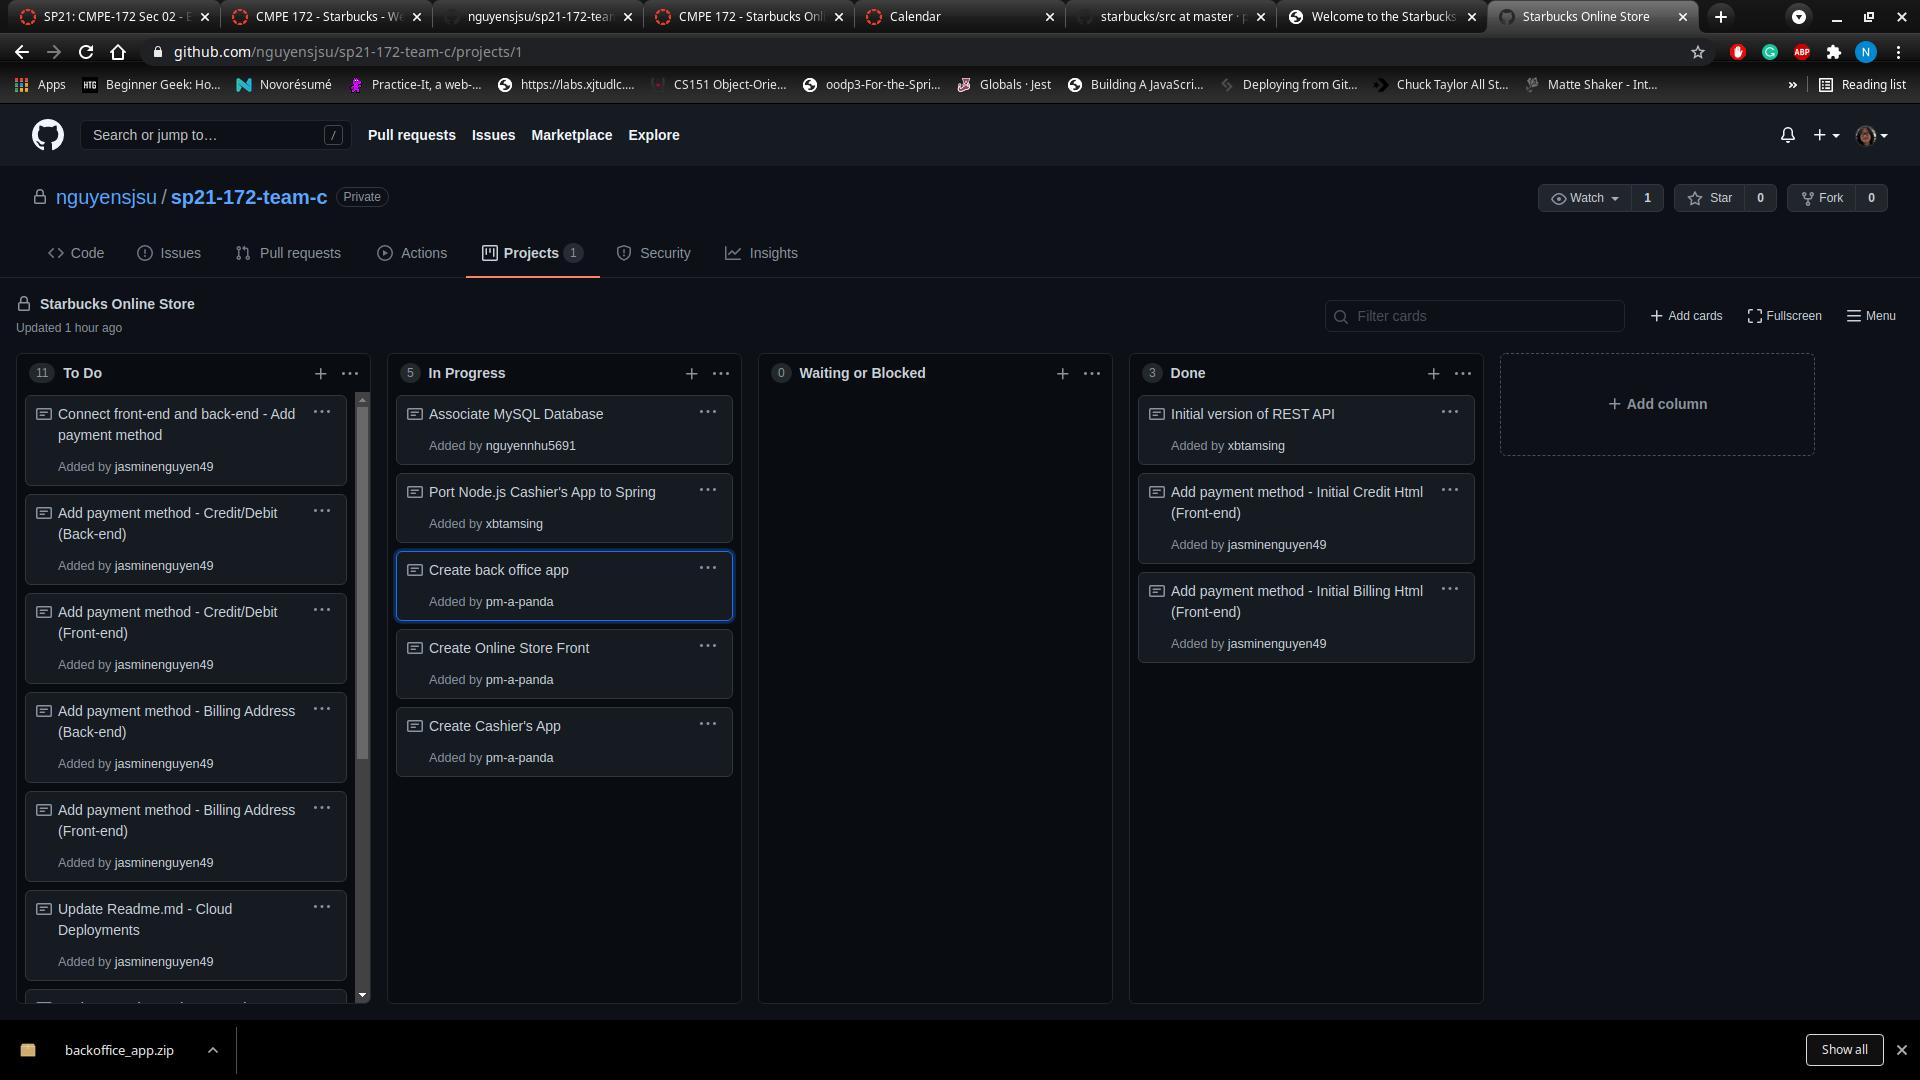 SP21: CMPE-172 Sec 02 - E
CMPE 172 - Starbucks - We
nguyensjsu/sp21-172-team
CMPE 172 - Starbucks Onl
Calendar
starbucks/src at master · p
Welcome to the Starbucks
Starbucks Online Store
github.com/nguyensjsu/sp21-172-team-c/projects/1
ABP
N
Apps
HTG
Beginner Geek: Ho...
Novorésumé
Practice-It, a web-...
https://labs.xjtudlc....
CS151 Object-Orie...
oodp3-For-the-Spri...
Globals · Jest
Building A JavaScri...
Deploying from Git...
Chuck Taylor All St...
Matte Shaker - Int...
»
Reading list
Search or jump to…
/
Pull requests
Issues
Marketplace
Explore
nguyensjsu / sp21-172-team-c
Private
Watch
1
Star
0
Fork
0
Code
Issues
Pull requests
Actions
Projects
1
Security
Insights
Starbucks Online Store
Updated 1 hour ago
Filter cards
Add cards
Fullscreen
Menu
11
To Do
Connect front-end and back-end - Add
payment method
Added by jasminenguyen49
Add payment method - Credit/Debit
(Back-end)
Added by jasminenguyen49
Add payment method - Credit/Debit
(Front-end)
Added by jasminenguyen49
Add payment method - Billing Address
(Back-end)
Added by jasminenguyen49
Add payment method - Billing Address
(Front-end)
Added by jasminenguyen49
Update Readme.md - Cloud
Deployments
Added by jasminenguyen49
5
In Progress
Associate MySQL Database
Added by nguyennhu5691
Port Node.js Cashier's App to Spring
Added by xbtamsing
Create back office app
Added by pm-a-panda
Create Online Store Front
Added by pm-a-panda
Create Cashier's App
Added by pm-a-panda
0
Waiting or Blocked
3
Done
Initial version of REST API
Added by xbtamsing
Add payment method - Initial Credit Html
(Front-end)
Added by jasminenguyen49
Add payment method - Initial Billing Html
(Front-end)
Added by jasminenguyen49
Add column
backoffice_app.zip
Show all